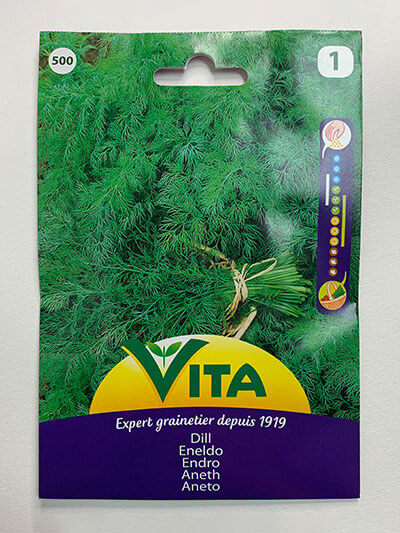 500
1
VITA
Expert grainetier depuis 1919
Dill
Eneldo
Endro
Aneth
Aneto